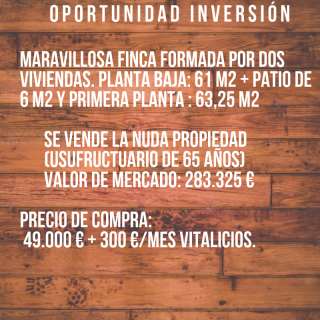 OPORTUNIDAD INVERSIÓN
MARAVILLOSA FINCA FORMADA POR DOS
VIVIENDAS. PLANTA BAJA: 61 M2 + PATIO DE
6 M2 Y PRIMERA PLANTA : 63,25 M2
SE VENDE LA NUDA PROPIEDAD
(USUFRUCTUARIO DE 65 AÑOS)
VALOR DE MERCADO: 283.325 €
PRECIO DE COMPRA:
49.000 € + 300 €/MES VITALICIOS.